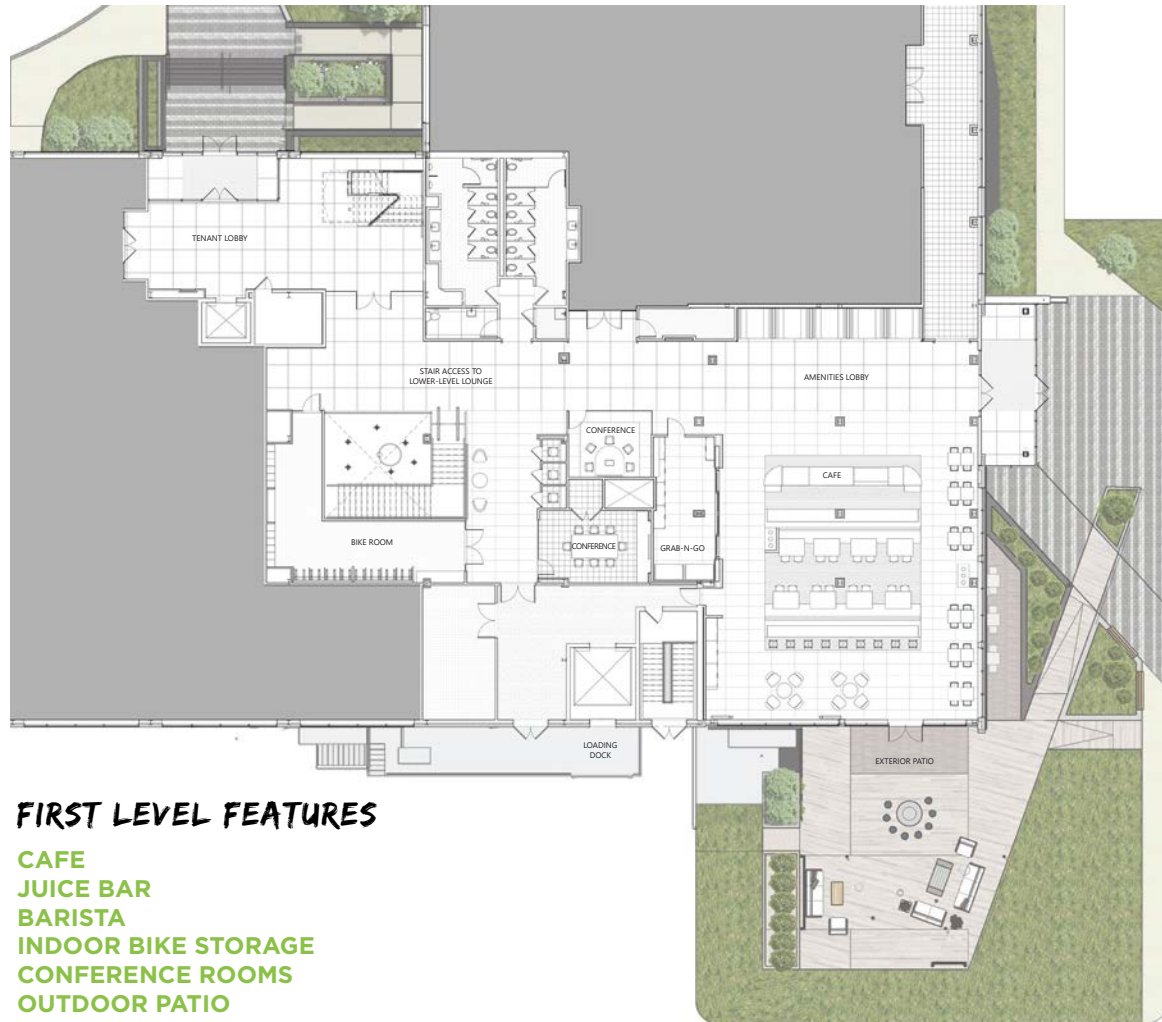 TENANT LOBBY
STAIR ACCESS TO
LOWER-LEVEL LOUNGE
AMENITIES LOBBY
CONFERENCE
CAFE
BIKE ROOM
CONFERENCE
GRAB-N-GO
LOADING
DOCK
EXTERIOR PATIO
FIRST LEVEL FEATURES
CAFE
JUICE BAR
BARISTA
INDOOR BIKE STORAGE
CONFERENCE ROOMS
OUTDOOR PATIO